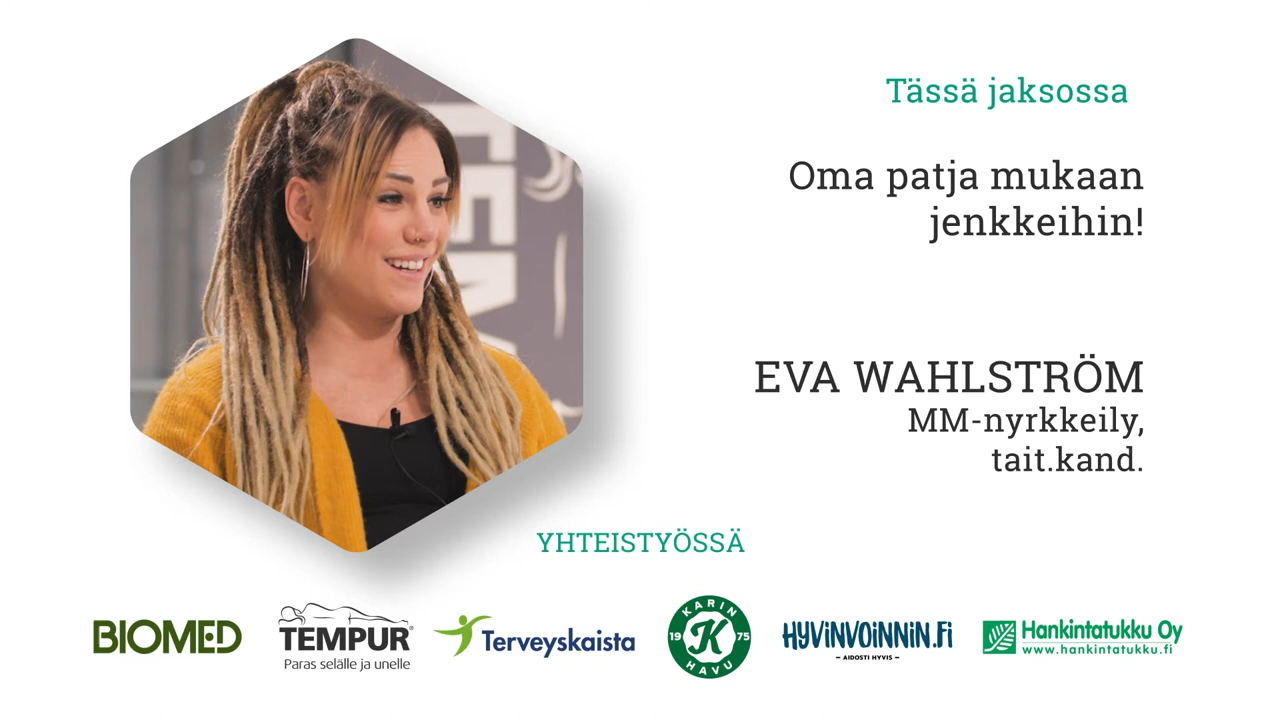 Tässä jaksossa
Oma patja mukaan
jenkkeihin!
EVA WAHLSTRÖM
MM-nyrkkeily,
tait.kand.
YHTEISTYÖSSÄ
BIOMED
TEMPUR®
Paras selälle ja unelle
Terveyskaista
KARIN
19 K 75
HAVU
HYVINVOINNIN.FI
– AIDOSTI HYVIS –
Hankintatukku Oy
www.hankintatukku.fi